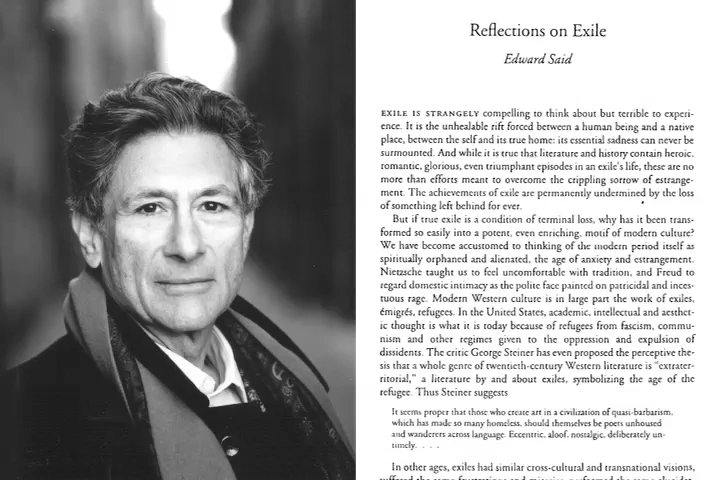 Reflections on Exile
Edward Said
EXILE IS STRANGELY compelling to think about but terrible to experi-
ence. It is the unhealable rift forced between a human being and a native
place, between the self and its true home: its essential sadness can never be
surmounted. And while it is true that literature and history contain heroic,
romantic, glorious, even triumphant episodes in an exile's life, these are no
more than efforts meant to overcome the crippling sorrow of estrange-
ment. The achievements of exile are permanently undermined by the loss
of something left behind for ever.
But if true exile is a condition of terminal loss, why has it been trans-
formed so easily into a potent, even enriching, motif of modern culture?
We have become accustomed to thinking of the modern period itself as
spiritually orphaned and alienated, the age of anxiety and estrangement.
Nietzsche taught us to feel uncomfortable with tradition, and Freud to
regard domestic intimacy as the polite face painted on patricidal and inces-
tuous rage. Modern Western culture is in large part the work of exiles,
émigrés, refugees. In the United States, academic, intellectual and aesthet-
ic thought is what it is today because of refugees from fascism, commu-
nism and other regimes given to the oppression and expulsion of
dissidents. The critic George Steiner has even proposed the perceptive the-
sis that a whole genre of twentieth-century Western literature is "extrater-
ritorial," a literature by and about exiles, symbolizing the age of the
refugee. Thus Steiner suggests
It seems proper that those who create art in a civilization of quasi-barbarism,
which has made so many homeless, should themselves be poets unhoused
and wanderers across language. Eccentric, aloof, nostalgic, deliberately un-
timely. . . .
In other ages, exiles had similar cross-cultural and transnational visions,